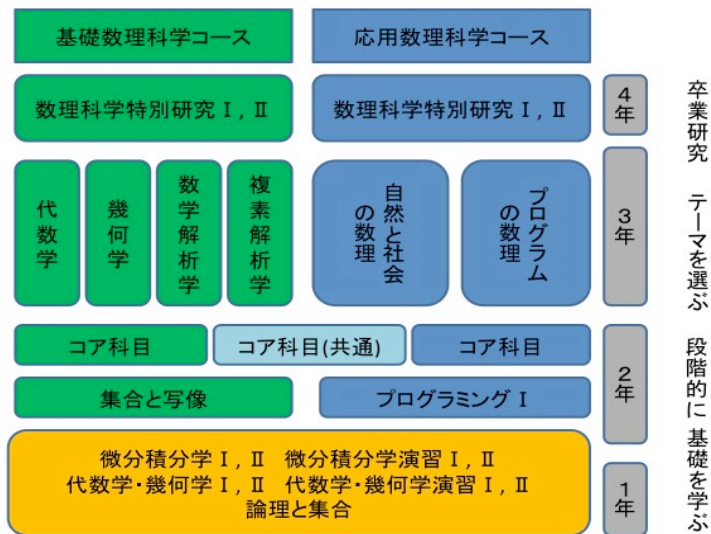 基礎数理科学コース
応用数理科学コース
数理科学特別研究Ⅰ,Ⅱ
数理科学特別研究Ⅰ,Ⅱ
4年
卒業研究
代数学
幾何学
数学解析学
複素解析学
自然と社会
の数理
プログラム
の数理
3年
テーマを選ぶ
コア科目
コア科目(共通)
コア科目
集合と写像
プログラミングⅠ
2年
段階的に基礎を学ぶ
微分積分学Ⅰ,Ⅱ 微分積分学演習Ⅰ,Ⅱ
代数学・幾何学Ⅰ,Ⅱ 代数学・幾何学演習Ⅰ,Ⅱ
論理と集合
1年